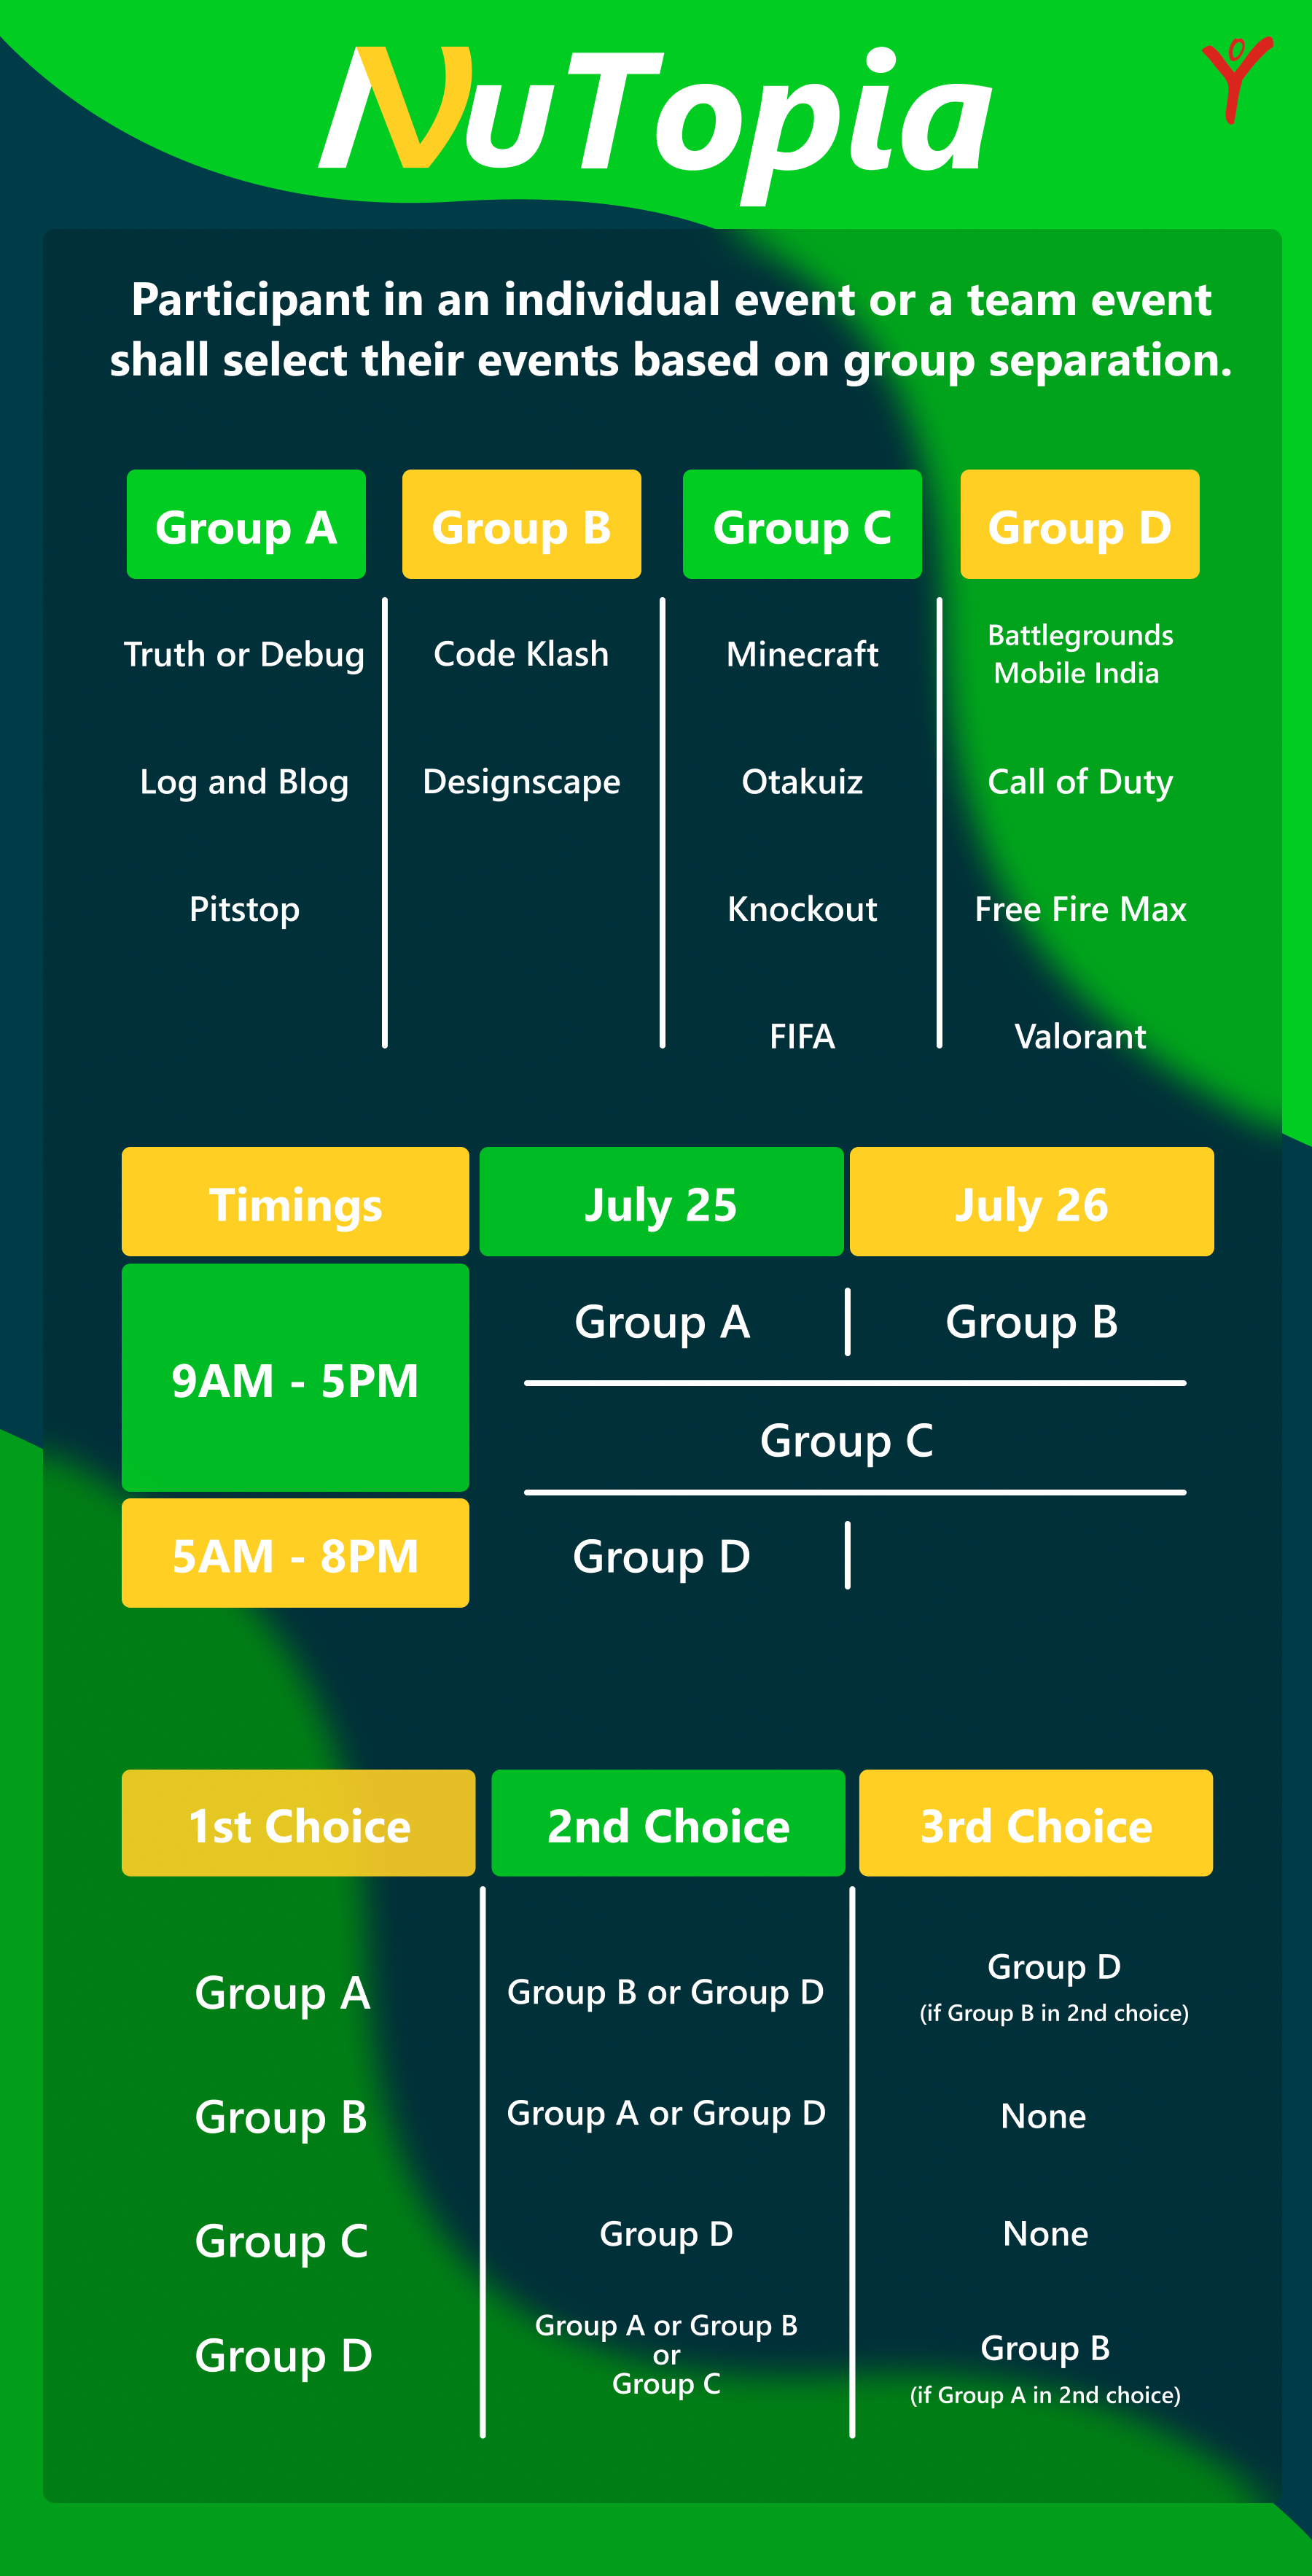 NuTopia
Participant in an individual event or a team event
shall select their events based on group separation.
Group A Group B Group C Group D
Truth or Debug Code Klash Minecraft Battlegrounds
Mobile India
Log and Blog Designscape Otakuiz Call of Duty
Pitstop Knockout Free Fire Max
FIFA Valorant
Timings July 25 July 26
9AM - 5PM Group A Group B
Group C
5AM - 8PM Group D
1st Choice 2nd Choice 3rd Choice
Group A Group B or Group D Group D
(if Group B in 2nd choice)
Group B Group A or Group D None
Group C Group D None
Group D Group A or Group B
or
Group C
Group B
(if Group A in 2nd choice)